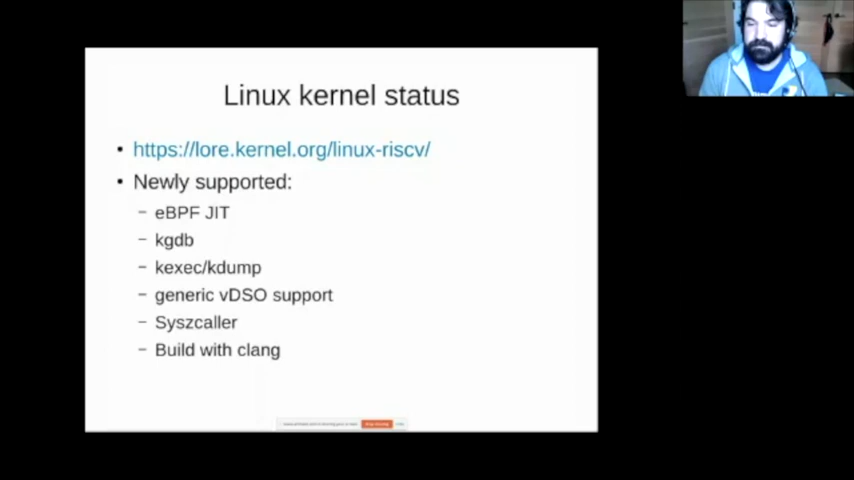 Linux kernel status
• https://lore.kernel.org/linux-riscv/
• Newly supported:
– eBPF JIT
– kgdb
– kexec/kdump
– generic vDSO support
– Syszcaller
– Build with clang